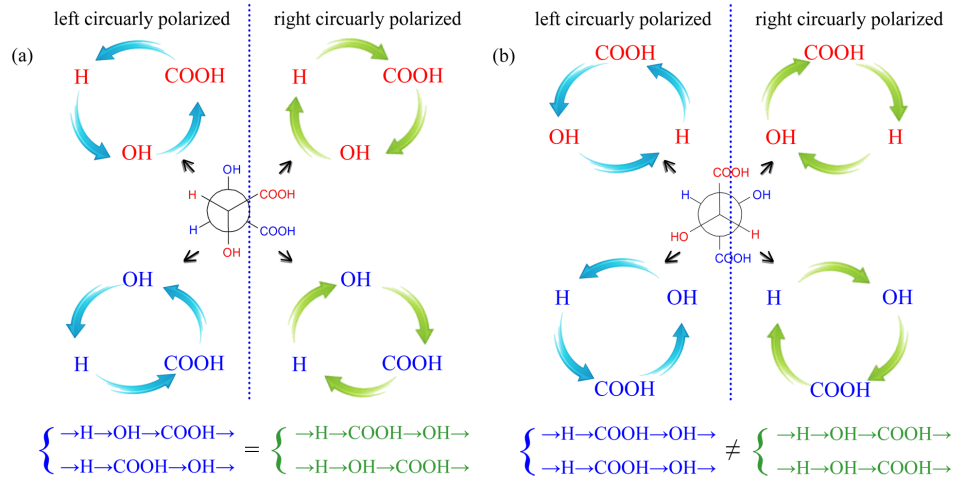 left circuarly polarized
right circuarly polarized
(a)
H
COOH
OH
H
COOH
OH
OH
H
COOH
H
COOH
OH
OH
H
COOH
OH
H
COOH
→H→OH→COOH→
→H→COOH→OH→
=
→H→COOH→OH→
→H→OH→COOH→
left circuarly polarized
right circuarly polarized
(b)
COOH
OH
H
COOH
OH
H
COOH
H
OH
HO
H
COOH
H
OH
COOH
H
OH
COOH
→H→COOH→OH→
→H→COOH→OH→
≠
→H→OH→COOH→
→H→OH→COOH→